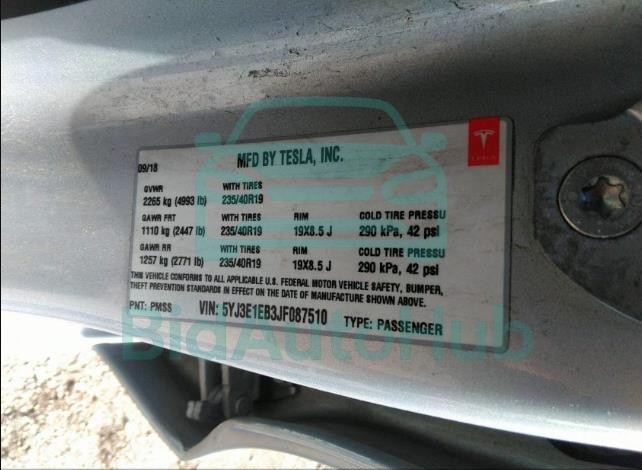 09/18 MFD BY TESLA, INC.
TESLA
GVWR WITH TIRES
2265 kg (4993 lb) 235/40R19
GAWR FRT WITH TIRES RIM COLD TIRE PRESSU
1110 kg (2447 lb) 235/40R19 19X8.5 J 290 kPa, 42 psi
GAWR RR WITH TIRES RIM COLD TIRE PRESSU
1257 kg (2771 lb) 235/40R19 19X8.5 J 290 kPa, 42 psi
THIS VEHICLE CONFORMS TO ALL APPLICABLE U.S. FEDERAL MOTOR VEHICLE SAFETY, BUMPER,
THEFT PREVENTION STANDARDS IN EFFECT ON THE DATE OF MANUFACTURE SHOWN ABOVE.
PNT: PMSS VIN: 5YJ3E1EB3JF087510 TYPE: PASSENGER
BidAutoHub